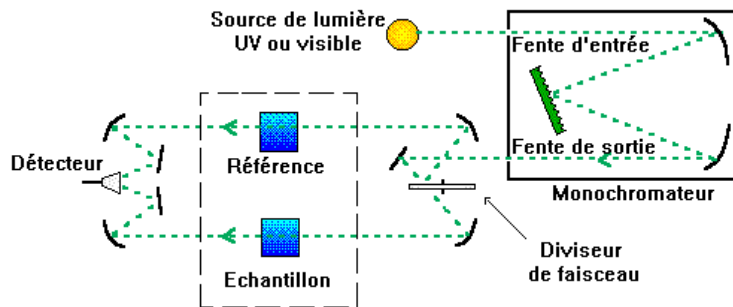 Source de lumière
UV ou visible
Fente d'entrée
Fente de sortie
Monochromateur
Détecteur
Référence
Echantillon
Diviseur
de faisceau